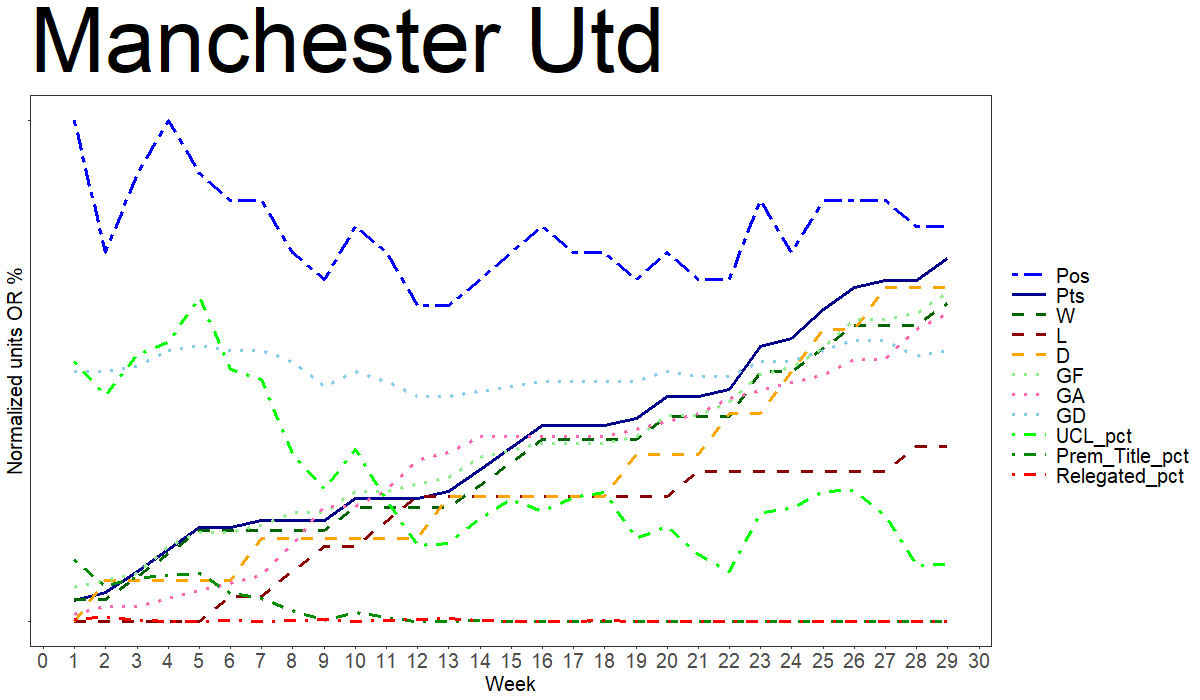 Manchester Utd
Normalized units OR %
Pos
Pts
W
L
D
GF
GA
GD
UCL_pct
Prem_Title_pct
Relegated_pct
0 1 2 3 4 5 6 7 8 9 10 11 12 13 14 15 16 17 18 19 20 21 22 23 24 25 26 27 28 29 30
Week